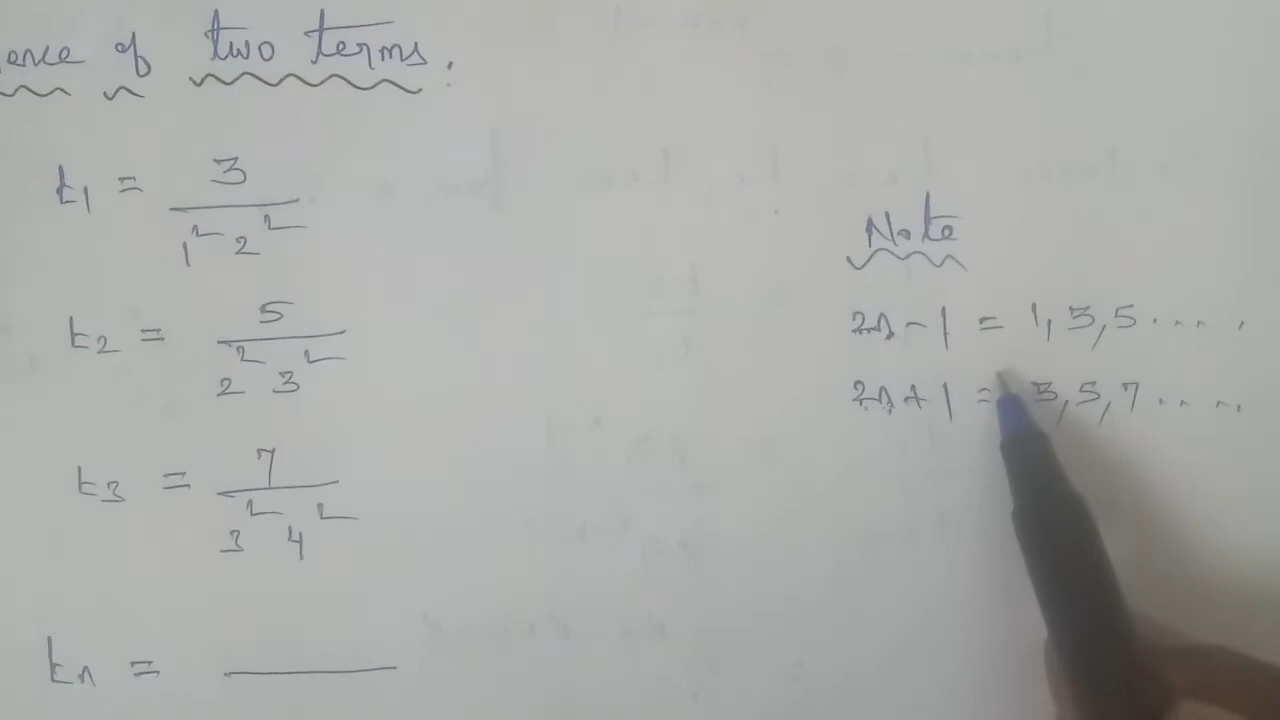 ence of two terms.
t1 = 3 / 1² 2²
t2 = 5 / 2² 3²
t3 = 7 / 3² 4²
tn =
Note
2n - 1 = 1, 3, 5 .... .
2n + 1 = 3, 5, 7 .... .